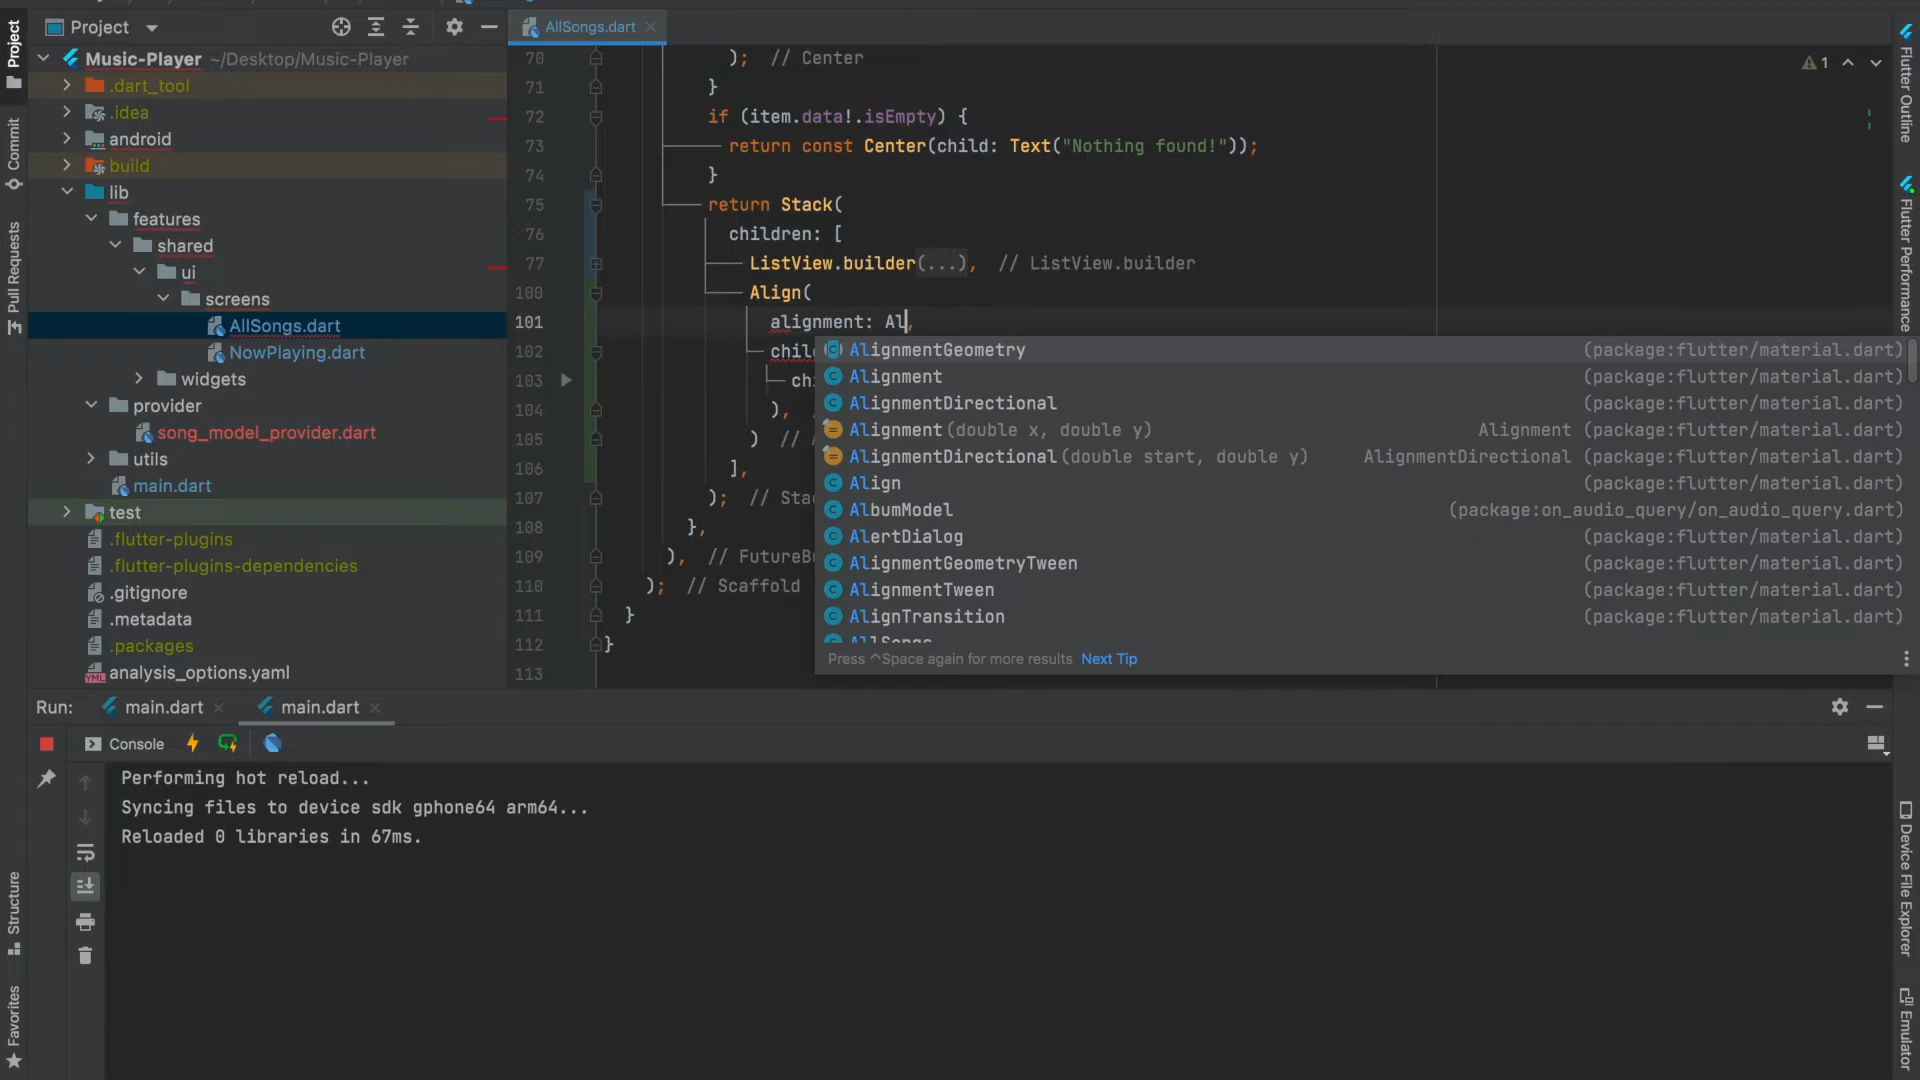 Project
AllSongs.dart
Music-Player ~/Desktop/Music-Player
.dart_tool
.idea
android
build
lib
features
shared
ui
screens
AllSongs.dart
NowPlaying.dart
widgets
provider
song_model_provider.dart
utils
main.dart
test
.flutter-plugins
.flutter-plugins-dependencies
.gitignore
.metadata
.packages
analysis_options.yaml
Project
Commit
Pull Requests
Structure
Favorites
70 ); // Center
71 }
72 if (item.data!.isEmpty) {
73 return const Center(child: Text("Nothing found!"));
74 }
75 return Stack(
76 children: [
77 ListView.builder(...), // ListView.builder
100 Align(
101 alignment: Al,
102 chil
103 ch
104 ),
105 ) //
106 ],
107 ); // Sta
108 },
109 ), // FutureBu
110 ); // Scaffold
111 }
112 }
113
1
AlignmentGeometry (package:flutter/material.dart)
Alignment (package:flutter/material.dart)
AlignmentDirectional (package:flutter/material.dart)
Alignment(double x, double y) Alignment (package:flutter/material.dart)
AlignmentDirectional(double start, double y) AlignmentDirectional (package:flutter/material.dart)
Align (package:flutter/material.dart)
AlbumModel (package:on_audio_query/on_audio_query.dart)
AlertDialog (package:flutter/material.dart)
AlignmentGeometryTween (package:flutter/material.dart)
AlignmentTween (package:flutter/material.dart)
AlignTransition (package:flutter/material.dart)
AllSongs
Press ^Space again for more results Next Tip
Flutter Outline
Flutter Performance
Device File Explorer
Emulator
Run: main.dart main.dart
Console
Performing hot reload...
Syncing files to device sdk gphone64 arm64...
Reloaded 0 libraries in 67ms.